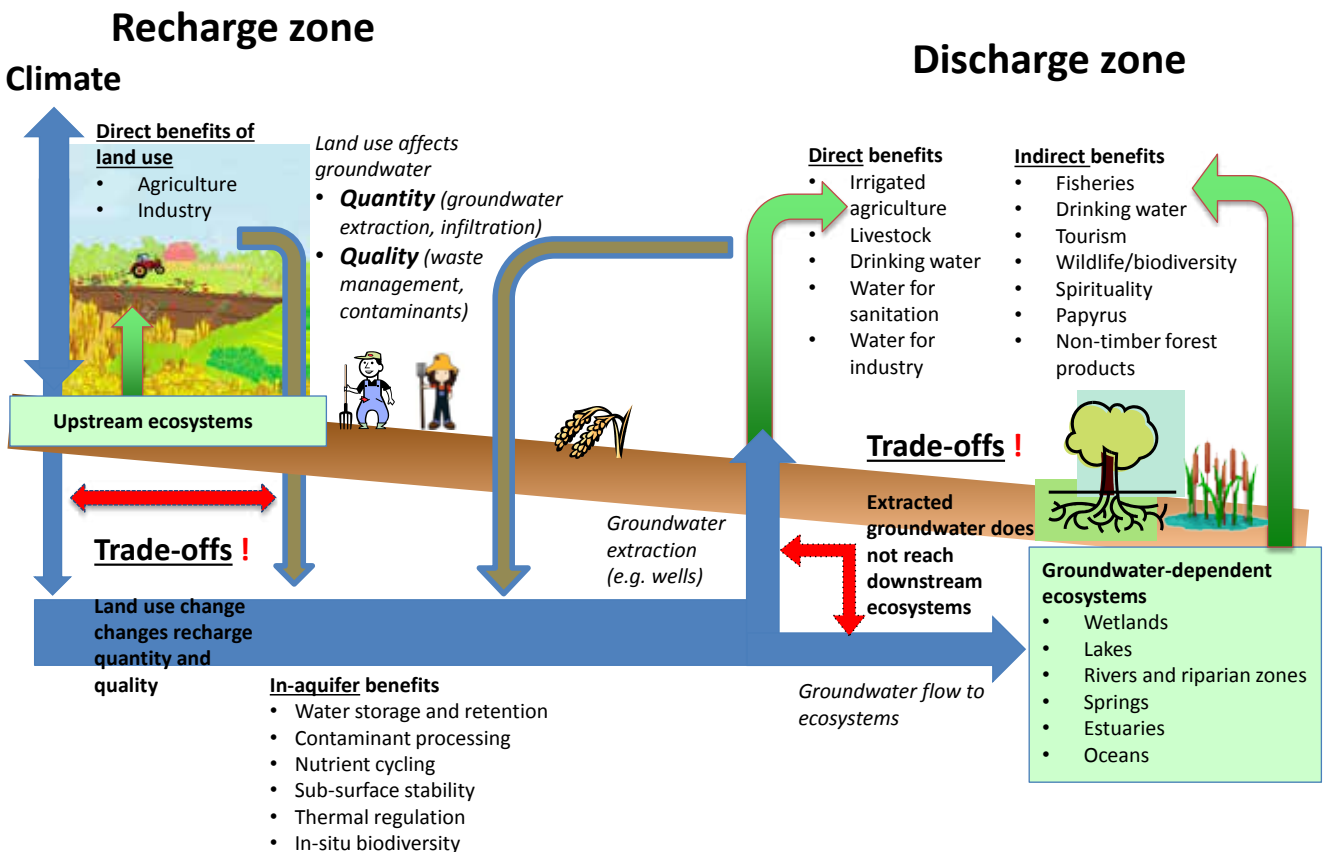 Recharge zone
Discharge zone
Climate
Direct benefits of
land use
• Agriculture
• Industry
Land use affects
groundwater
• Quantity (groundwater
extraction, infiltration)
• Quality (waste
management,
contaminants)
Direct benefits
• Irrigated
agriculture
• Livestock
• Drinking water
• Water for
sanitation
• Water for
industry
Indirect benefits
• Fisheries
• Drinking water
• Tourism
• Wildlife/biodiversity
• Spirituality
• Papyrus
• Non-timber forest
products
Upstream ecosystems
Trade-offs !
Land use change
changes recharge
quantity and
quality
Groundwater
extraction
(e.g. wells)
Trade-offs !
Extracted
groundwater does
not reach
downstream
ecosystems
Groundwater-dependent
ecosystems
• Wetlands
• Lakes
• Rivers and riparian zones
• Springs
• Estuaries
• Oceans
Groundwater flow to
ecosystems
In-aquifer benefits
• Water storage and retention
• Contaminant processing
• Nutrient cycling
• Sub-surface stability
• Thermal regulation
• In-situ biodiversity